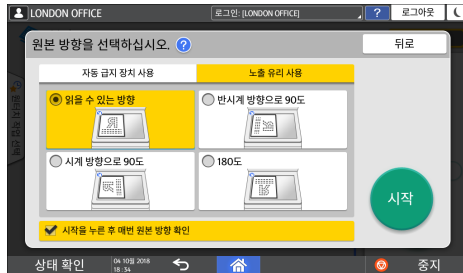 LONDON OFFICE
로그인: [LONDON OFFICE]
?
로그아웃
원본 방향을 선택하십시오. ?
뒤로
자동 급지 장치 사용
노출 유리 사용
읽을 수 있는 방향
반시계 방향으로 90도
시계 방향으로 90도
180도
시작
시작을 누른 후 매번 원본 방향 확인
상태 확인
04 10월 2018
18 : 34
중지